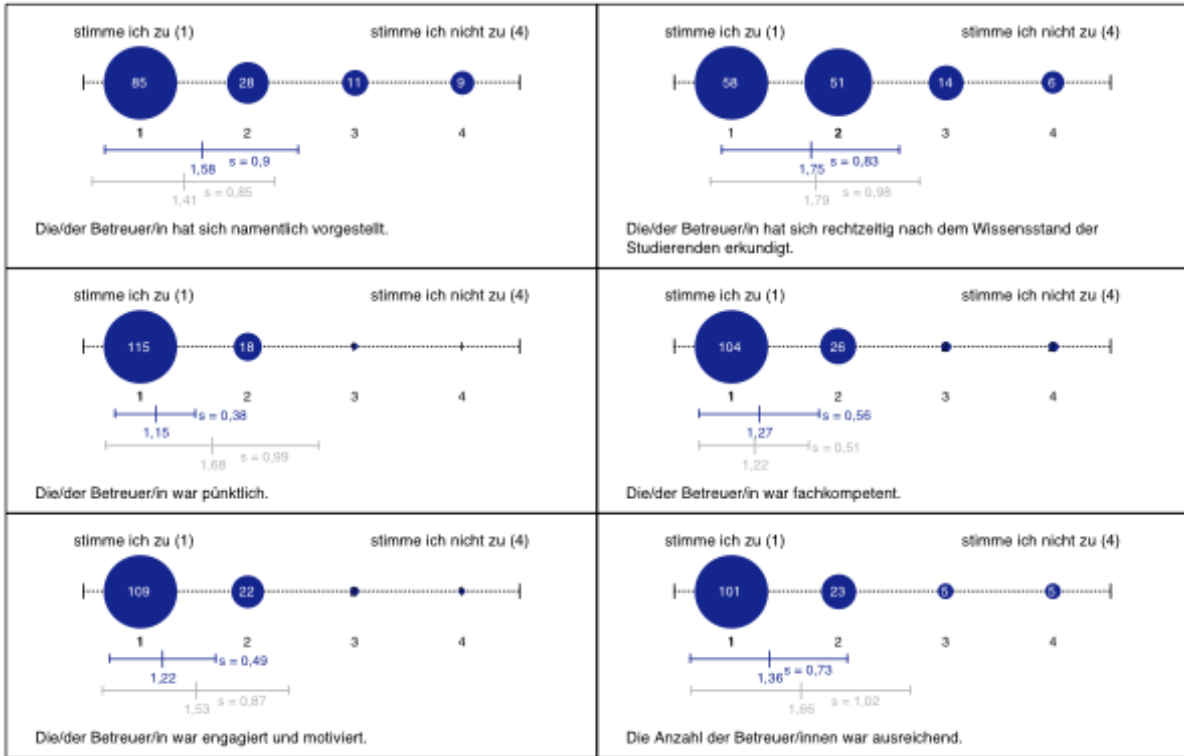 stimme ich zu (1) stimme ich nicht zu (4)
85 28 11 9
1 2 3 4
1,58 s = 0,9
1,41 s = 0,85
Die/der Betreuer/in hat sich namentlich vorgestellt.
stimme ich zu (1) stimme ich nicht zu (4)
58 51 14 6
1 2 3 4
1,75 s = 0,83
1,79 s = 0,98
Die/der Betreuer/in hat sich rechtzeitig nach dem Wissensstand der
Studierenden erkundigt.
stimme ich zu (1) stimme ich nicht zu (4)
115 18
1 2 3 4
1,15 s = 0,38
1,68 s = 0,99
Die/der Betreuer/in war pünktlich.
stimme ich zu (1) stimme ich nicht zu (4)
104 26
1 2 3 4
1,27 s = 0,56
1,22 s = 0,51
Die/der Betreuer/in war fachkompetent.
stimme ich zu (1) stimme ich nicht zu (4)
109 22
1 2 3 4
1,22 s = 0,49
1,53 s = 0,87
Die/der Betreuer/in war engagiert und motiviert.
stimme ich zu (1) stimme ich nicht zu (4)
101 23 5 5
1 2 3 4
1,36 s = 0,73
1,66 s = 1,02
Die Anzahl der Betreuer/innen war ausreichend.